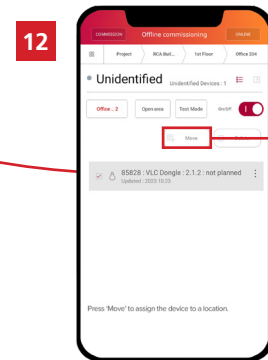 12
COMMISSION Offline commissioning ONLINE
Project RCA Buil.. 1st Floor Office 204
Unidentified Unidentified Devices : 1
Office .. 2 Open area Test Mode On/Off
Move
85828 : VLC Dongle : 2.1.2 : not planned
Updated : 2023 10:23
Press 'Move' to assign the device to a location.